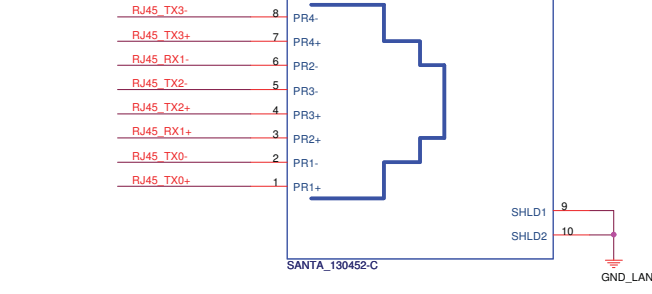 RJ45_TX3- 8 PR4-
RJ45_TX3+ 7 PR4+
RJ45_RX1- 6 PR2-
RJ45_TX2- 5 PR3-
RJ45_TX2+ 4 PR3+
RJ45_RX1+ 3 PR2+
RJ45_TX0- 2 PR1-
RJ45_TX0+ 1 PR1+
SHLD1 9
SHLD2 10
SANTA_130452-C
GND_LAN